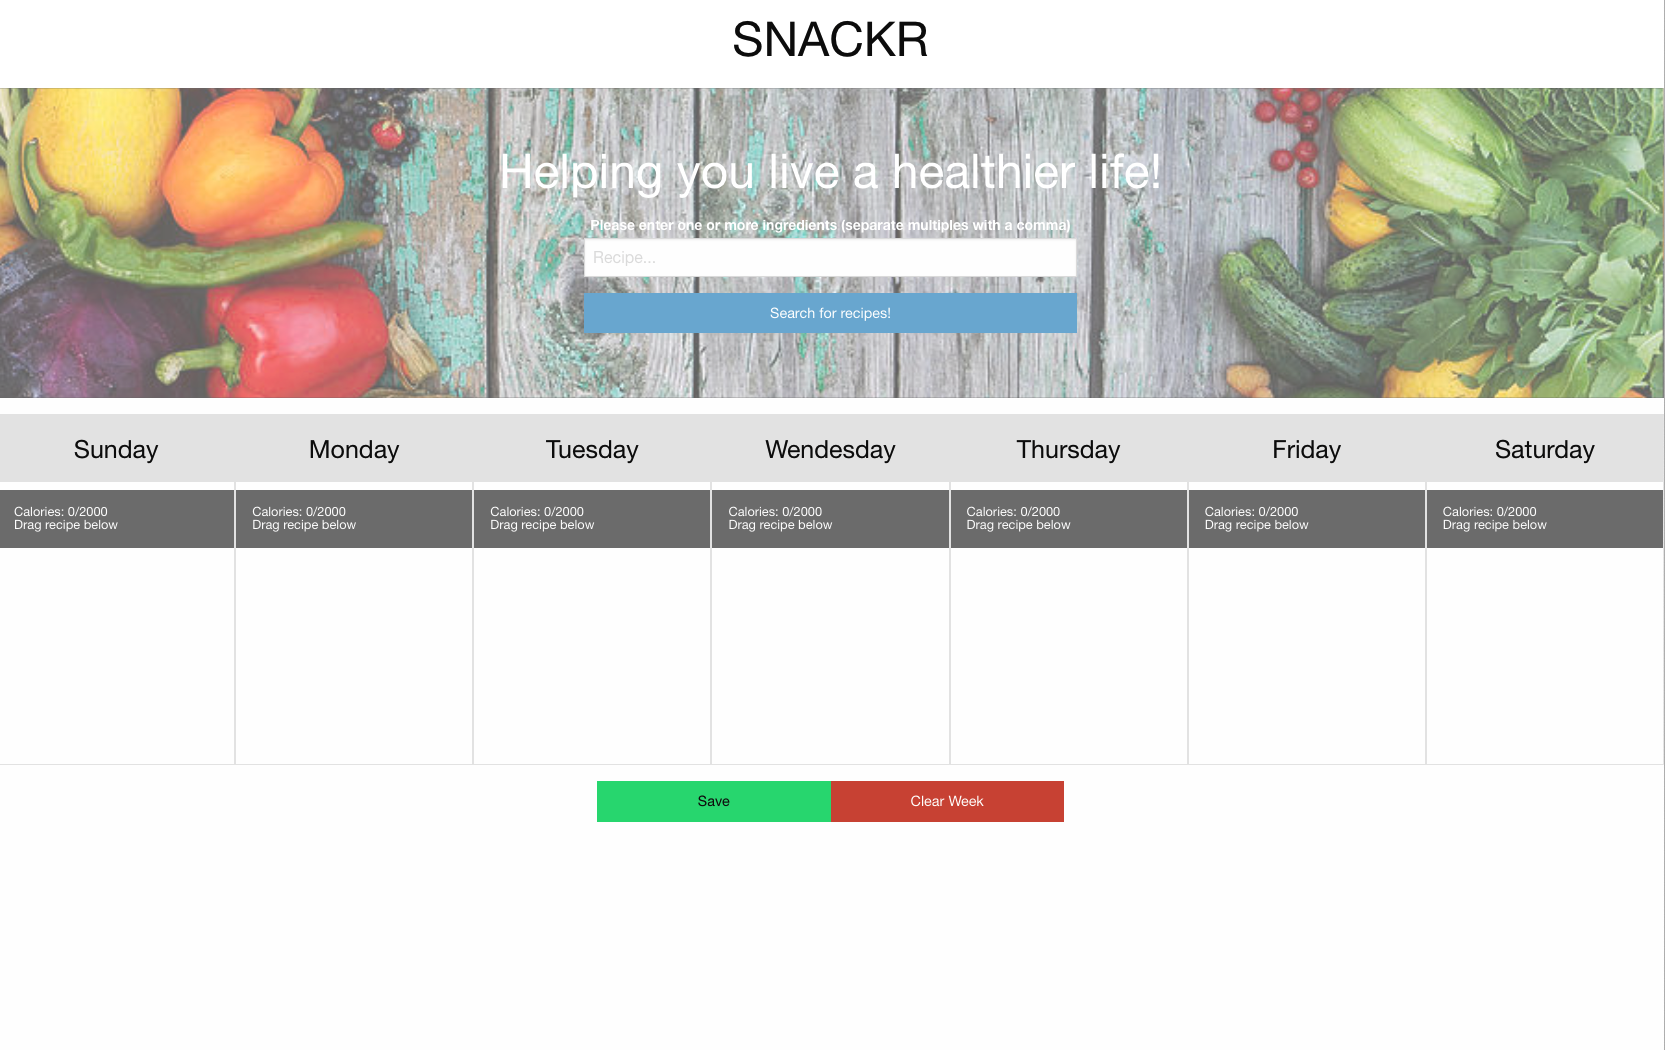 SNACKR
Helping you live a healthier life!
Please enter one or more ingredients (separate multiples with a comma)
Recipe...
Search for recipes!
Sunday Monday Tuesday Wendesday Thursday Friday Saturday
Calories: 0/2000 Calories: 0/2000 Calories: 0/2000 Calories: 0/2000 Calories: 0/2000 Calories: 0/2000 Calories: 0/2000
Drag recipe below Drag recipe below Drag recipe below Drag recipe below Drag recipe below Drag recipe below Drag recipe below
Save Clear Week